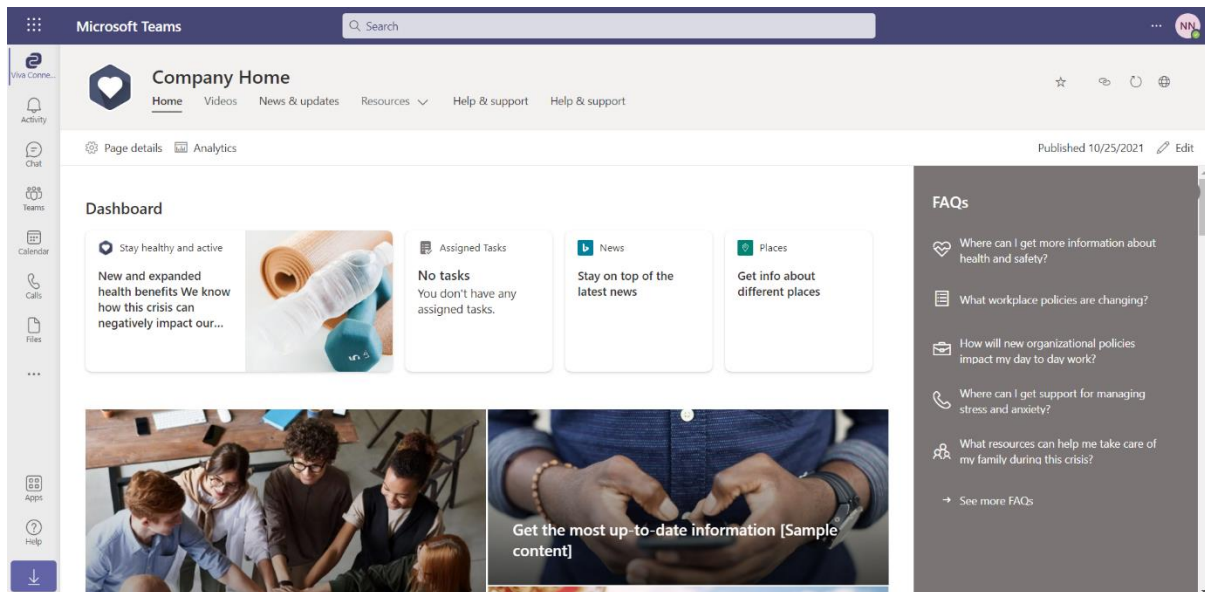 Microsoft Teams
Search
...
NN
Viva Conne...
Activity
Chat
Teams
Calendar
Calls
Files
...
Apps
Help
Company Home
Home Videos News & updates Resources Help & support Help & support
Page details Analytics
Published 10/25/2021 Edit
Dashboard
Stay healthy and active
New and expanded
health benefits We know
how this crisis can
negatively impact our...
Assigned Tasks
No tasks
You don't have any
assigned tasks.
News
Stay on top of the
latest news
Places
Get info about
different places
Get the most up-to-date information [Sample
content]
FAQs
Where can I get more information about
health and safety?
What workplace policies are changing?
How will new organizational policies
impact my day to day work?
Where can I get support for managing
stress and anxiety?
What resources can help me take care of
my family during this crisis?
→ See more FAQs